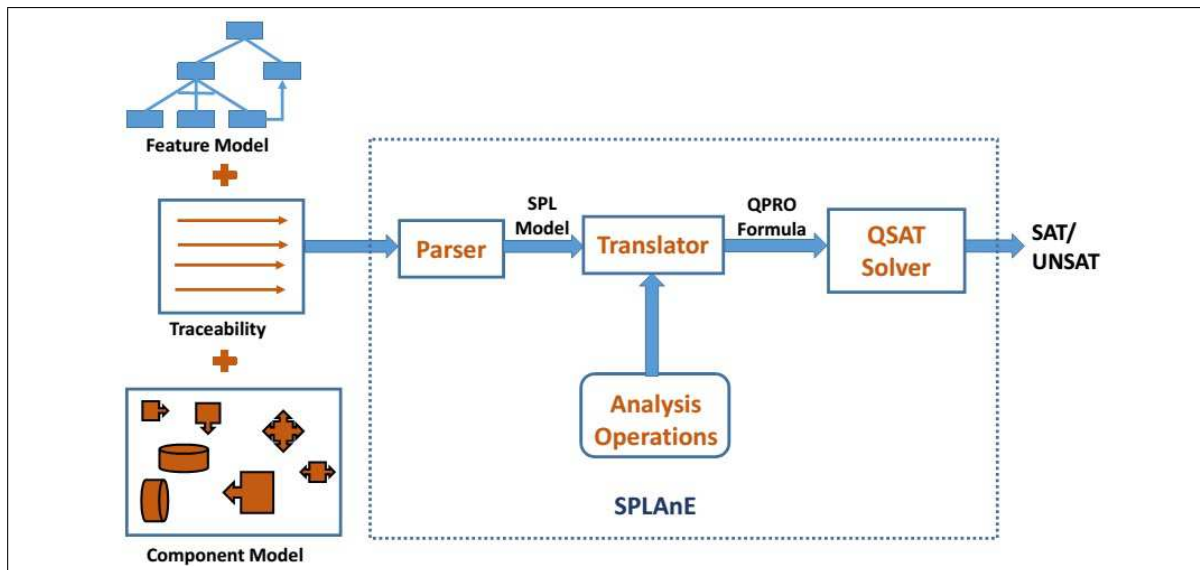 Feature Model
Traceability
Component Model
Parser
SPL
Model
Translator
QPRO
Formula
QSAT
Solver
SAT/
UNSAT
Analysis
Operations
SPLAnE